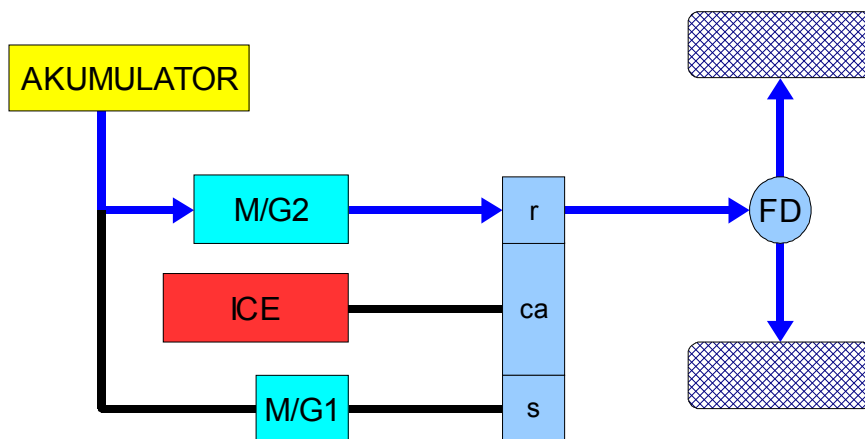 AKUMULATOR
M/G2
r
FD
ICE
ca
M/G1
s